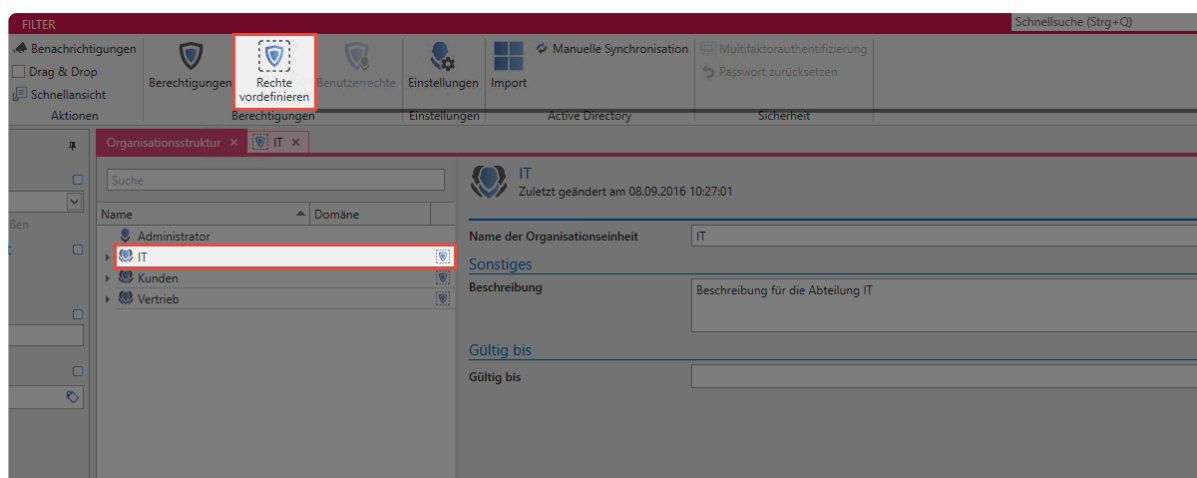 FILTER
Schnellsuche (Strg+Q)
Benachrichtigungen
Drag & Drop
Schnellansicht
Aktionen
Berechtigungen
Rechte
vordefinieren
Benutzerrechte
Berechtigungen
Einstellungen
Einstellungen
Import
Manuelle Synchronisation
Active Directory
Multifaktorauthentifizierung
Passwort zurücksetzen
Sicherheit
Organisationsstruktur
IT
Suche
Name
Domäne
Administrator
IT
Kunden
Vertrieb
IT
Zuletzt geändert am 08.09.2016 10:27:01
Name der Organisationseinheit
IT
Sonstiges
Beschreibung
Beschreibung für die Abteilung IT
Gültig bis
Gültig bis